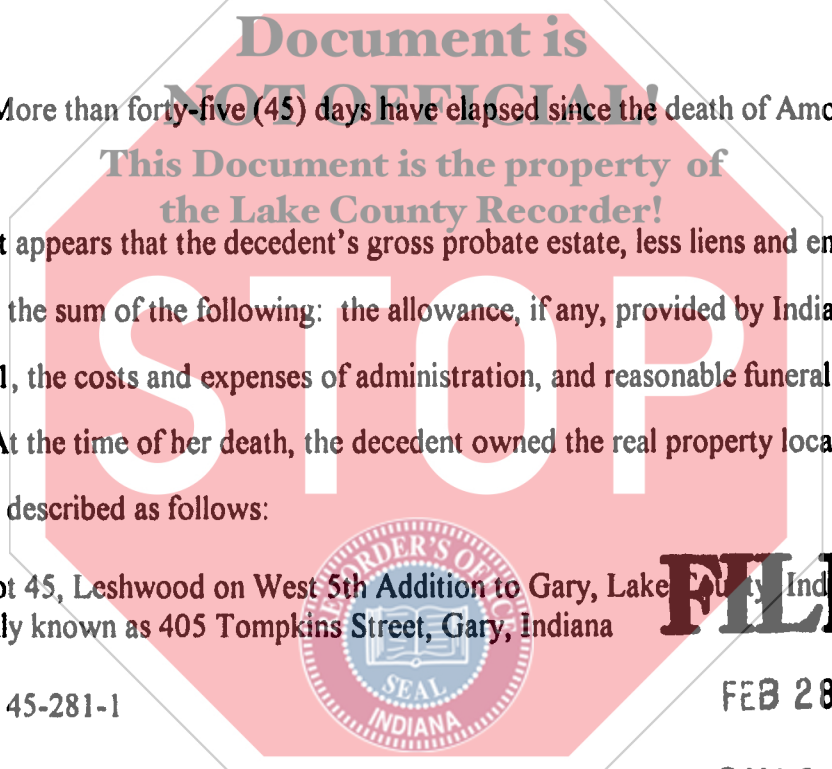 Document is
NOT OFFICIAL!
More than forty-five (45) days have elapsed since the death of Amo
This Document is the property of
the Lake County Recorder!
t appears that the decedent's gross probate estate, less liens and en
the sum of the following: the allowance, if any, provided by India
1, the costs and expenses of administration, and reasonable funeral
At the time of her death, the decedent owned the real property loca
described as follows:
STOP
ot 45, Leshwood on West 5th Addition to Gary, Lake County, Ind
ly known as 405 Tompkins Street, Gary, Indiana
FIL
RECORDER'S OFFICE
SEAL
INDIANA
45-281-1
FEB 28